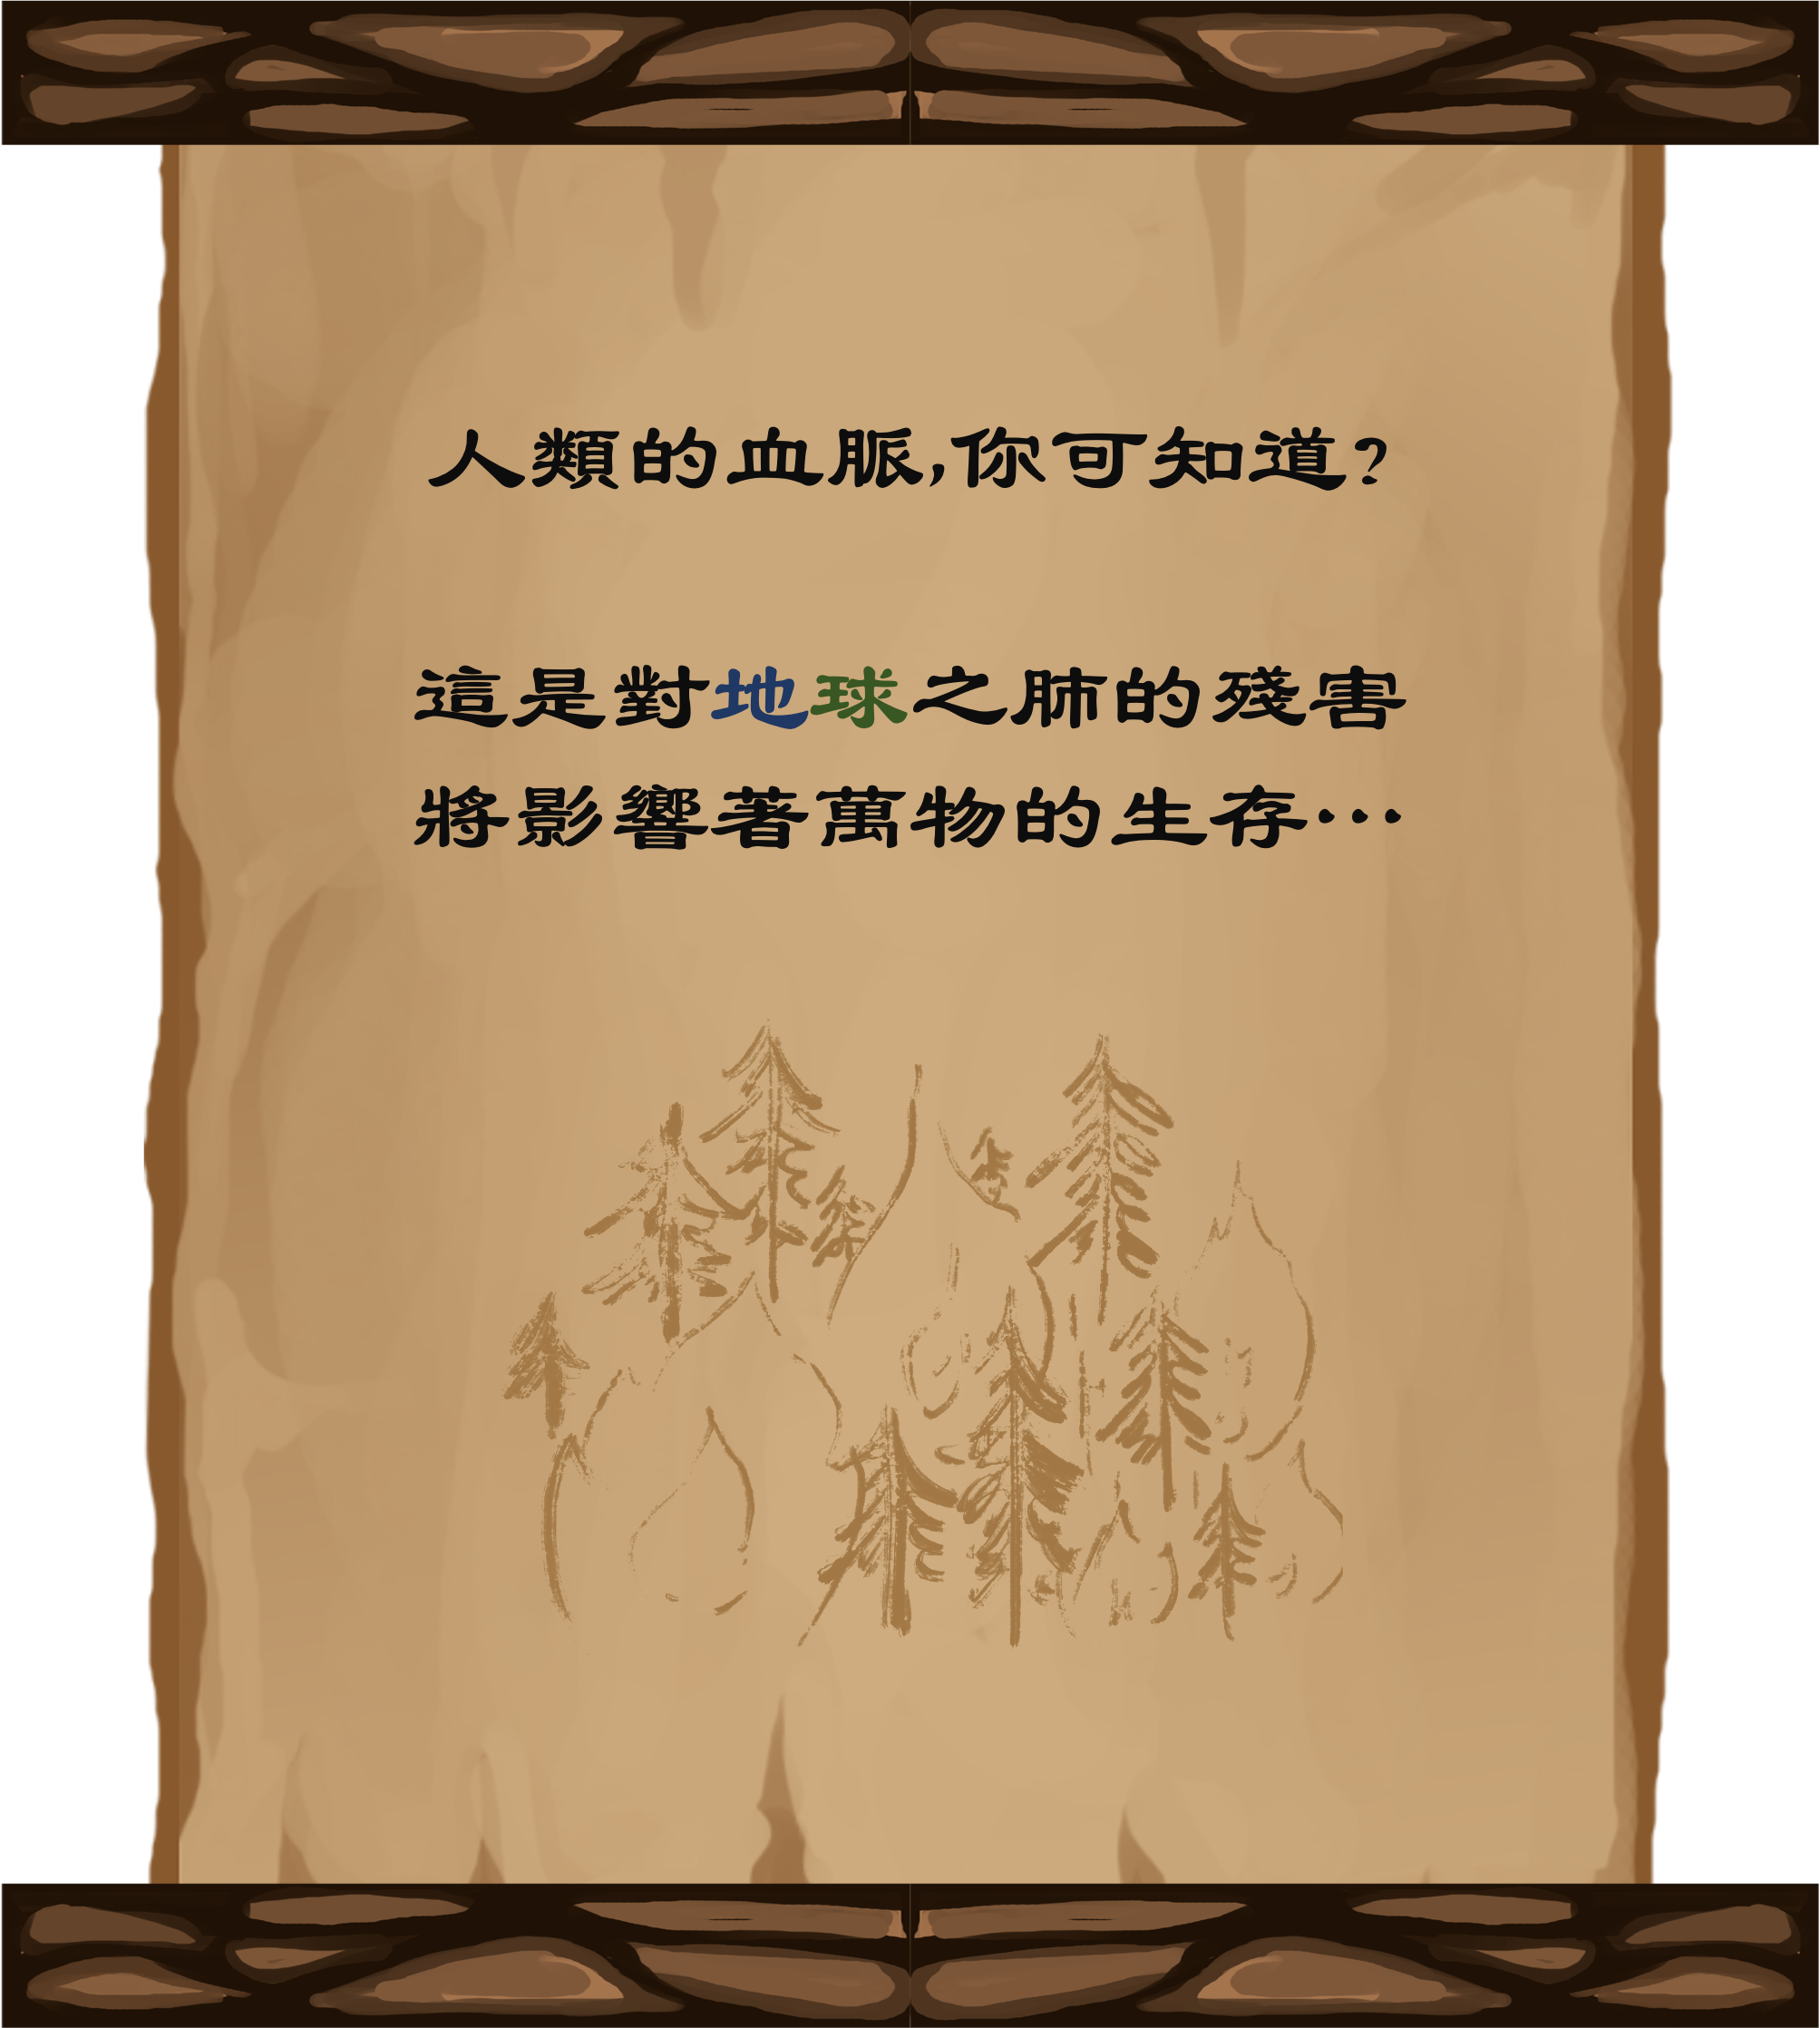 人類的血脈,你可知道?
這是對地球之肺的殘害
將影響著萬物的生存…